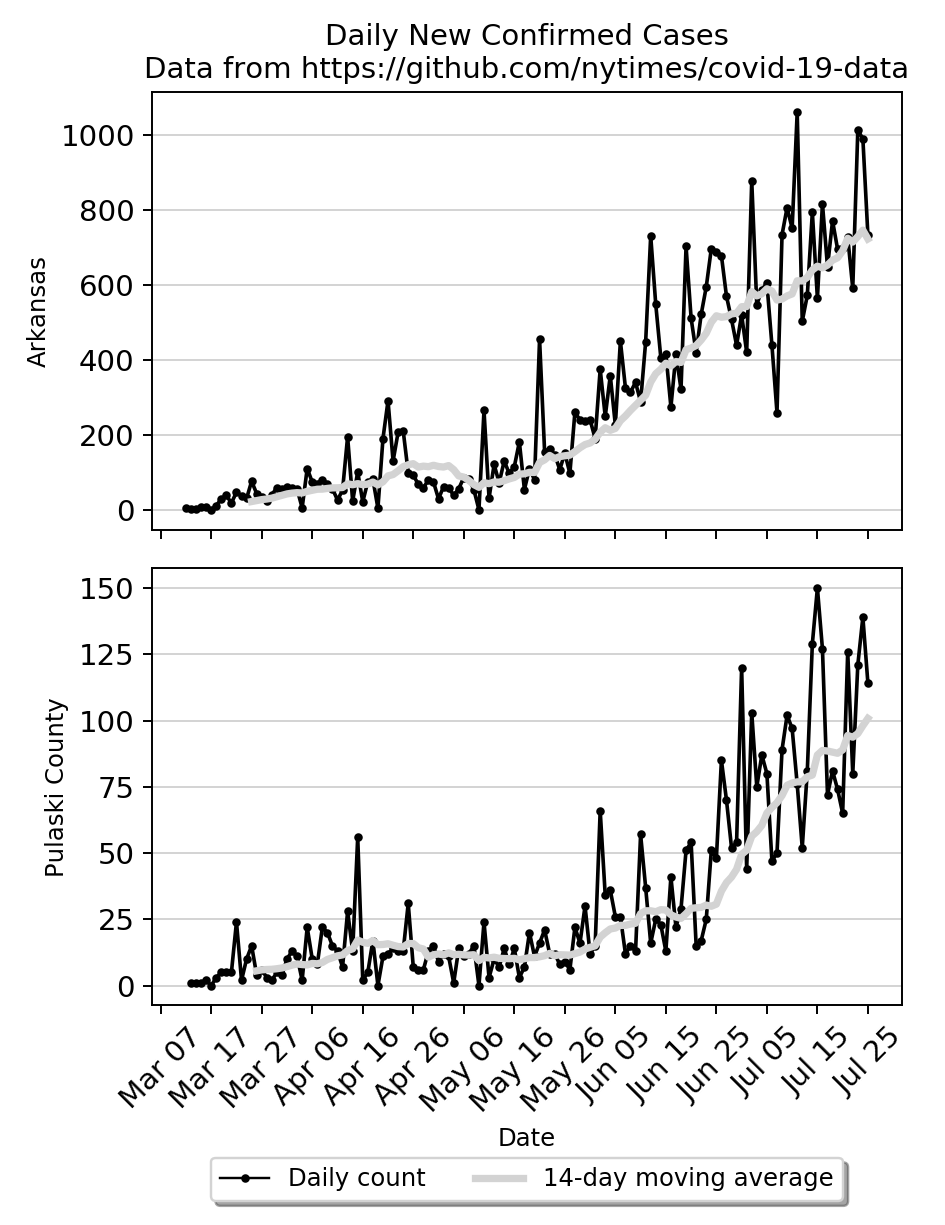 Daily New Confirmed Cases
Data from https://github.com/nytimes/covid-19-data
1000
800
600
400
200
0
Arkansas
150
125
100
75
50
25
0
Pulaski County
Mar 07
Mar 17
Mar 27
Apr 06
Apr 16
Apr 26
May 06
May 16
May 26
Jun 05
Jun 15
Jun 25
Jul 05
Jul 15
Jul 25
Date
Daily count
14-day moving average